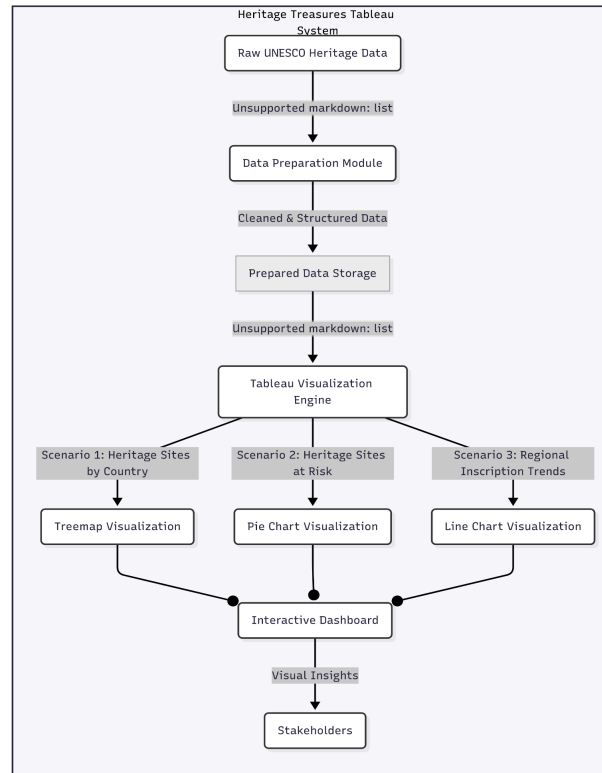 Heritage Treasures Tableau
System
Raw UNESCO Heritage Data
Unsupported markdown: list
Data Preparation Module
Cleaned & Structured Data
Prepared Data Storage
Unsupported markdown: list
Tableau Visualization
Engine
Scenario 1: Heritage Sites
by Country
Scenario 2: Heritage Sites
at Risk
Scenario 3: Regional
Inscription Trends
Treemap Visualization
Pie Chart Visualization
Line Chart Visualization
Interactive Dashboard
Visual Insights
Stakeholders